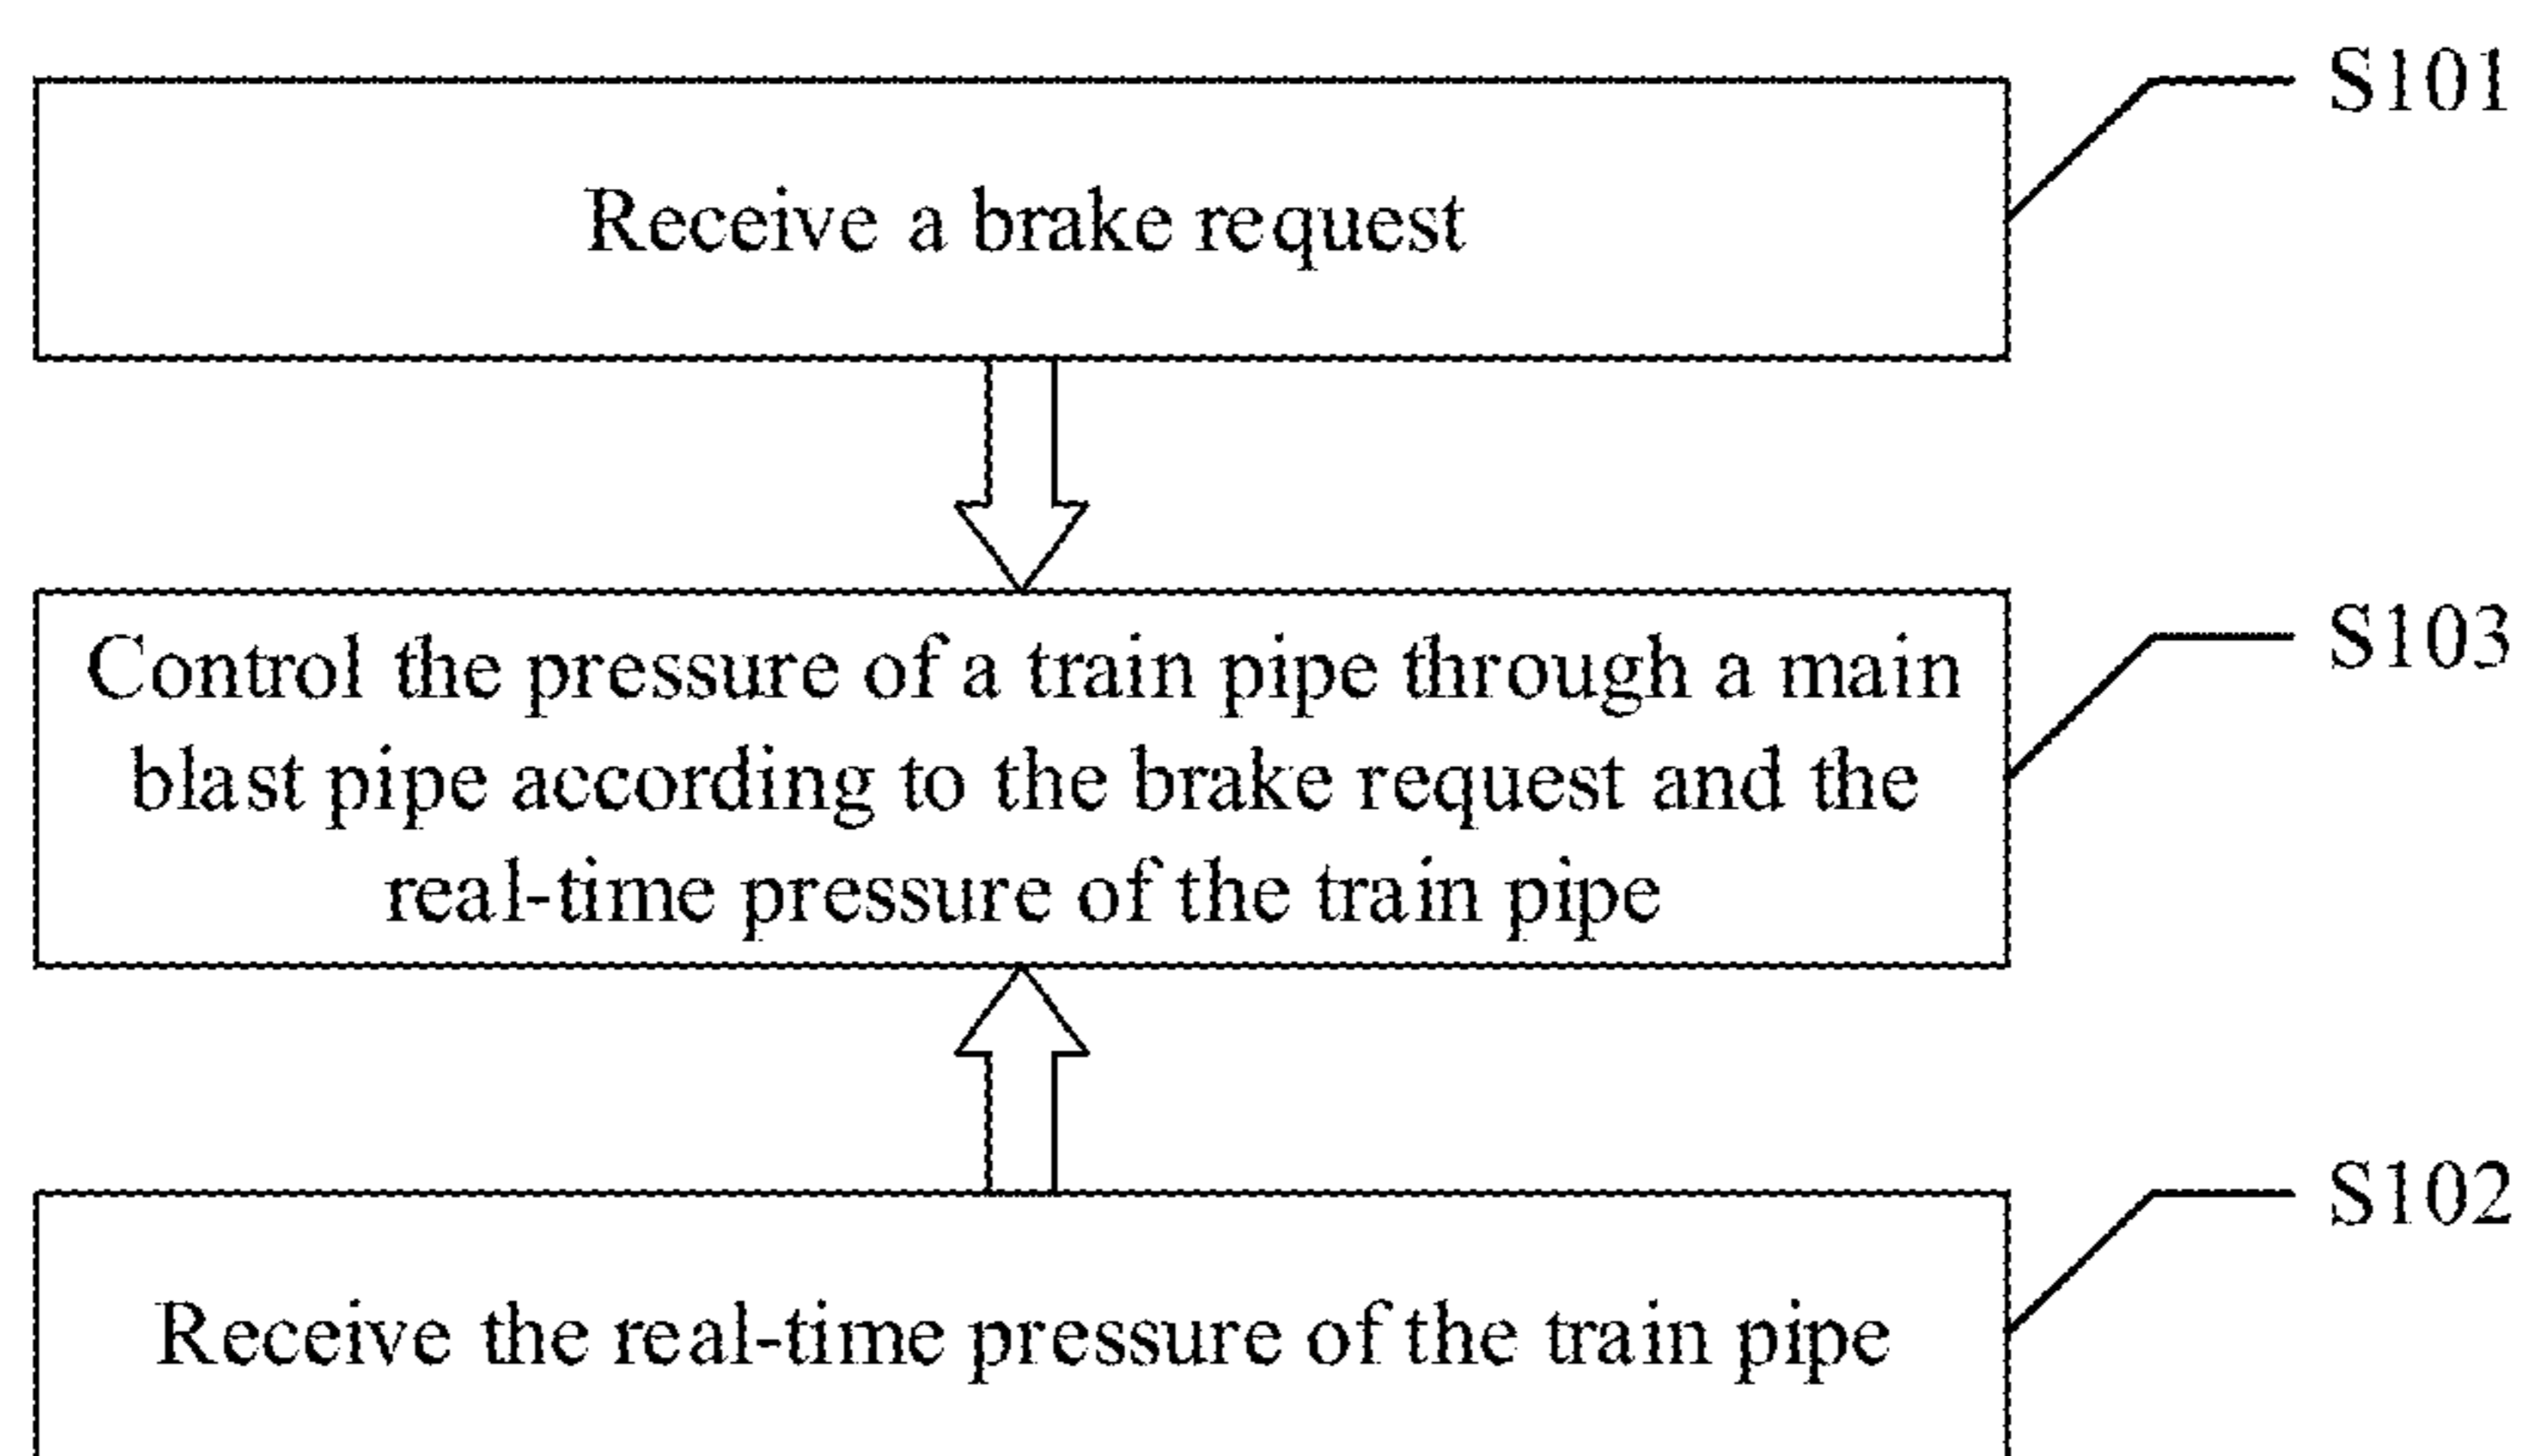 S101
Receive a brake request
S103
Control the pressure of a train pipe through a main
blast pipe according to the brake request and the
real-time pressure of the train pipe
S102
Receive the real-time pressure of the train pipe